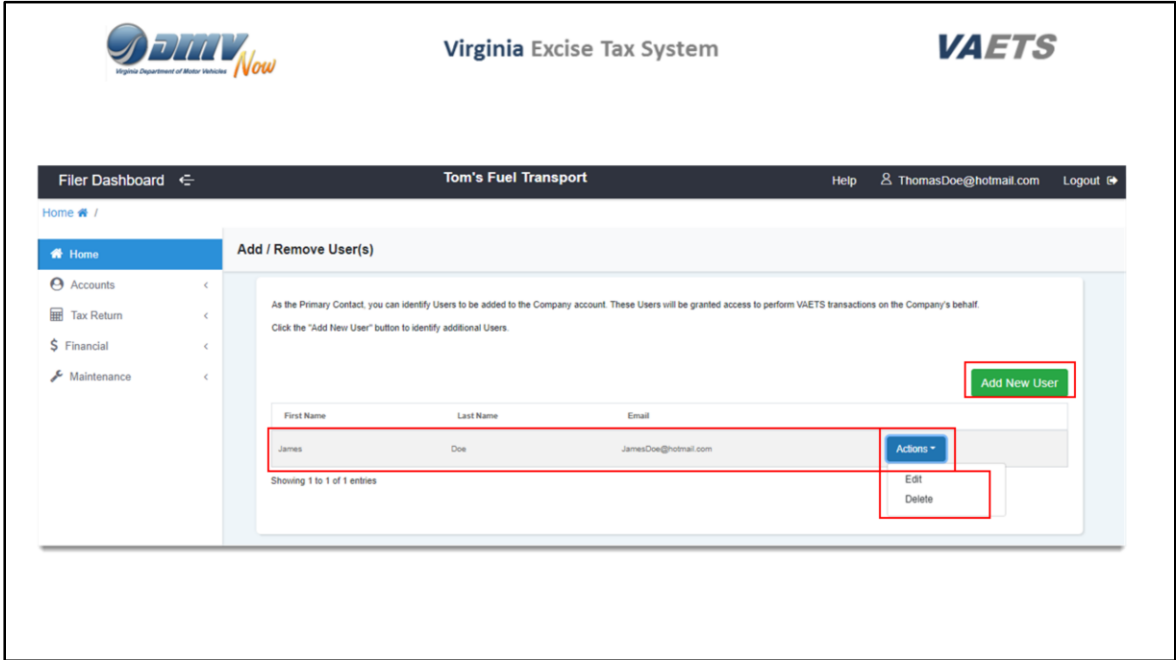 DMV Now
Virginia Department of Motor Vehicles
Virginia Excise Tax System
VAETS
Filer Dashboard
Tom's Fuel Transport
Help
ThomasDoe@hotmail.com
Logout
Home /
Home
Accounts
Tax Return
$ Financial
Maintenance
Add / Remove User(s)
As the Primary Contact, you can identify Users to be added to the Company account. These Users will be granted access to perform VAETS transactions on the Company's behalf.
Click the "Add New User" button to identify additional Users.
Add New User
First Name Last Name Email
James Doe JamesDoe@hotmail.com Actions
Edit
Delete
Showing 1 to 1 of 1 entries